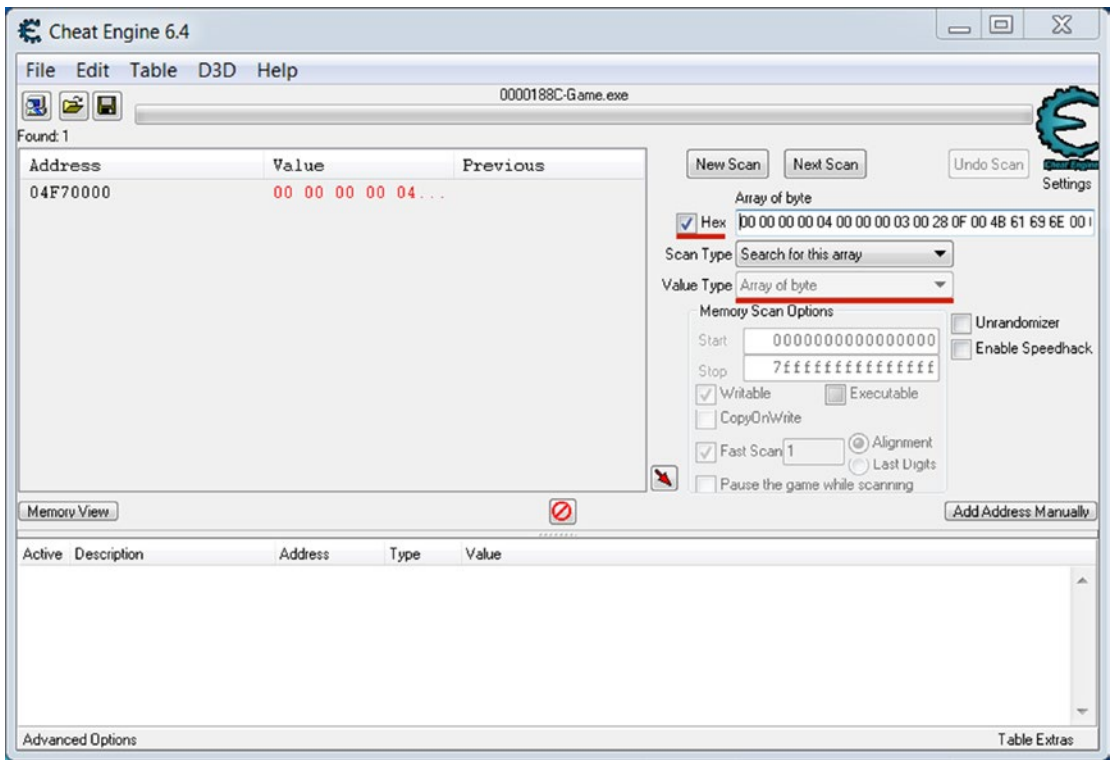 Cheat Engine 6.4
File Edit Table D3D Help
0000188C-Game.exe
Found: 1
Address Value Previous
04F70000 00 00 00 00 04...
New Scan Next Scan Undo Scan
Cheat Engine
Settings
Array of byte
Hex 00 00 00 00 04 00 00 00 03 00 28 0F 00 4B 61 69 6E 00
Scan Type Search for this array
Value Type Array of byte
Memory Scan Options
Start 0000000000000000
Stop 7fffffffffffffff
Writable Executable
CopyOnWrite
Fast Scan 1 Alignment
Last Digits
Pause the game while scanning
Unrandomizer
Enable Speedhack
Memory View Add Address Manually
Active Description Address Type Value
Advanced Options Table Extras